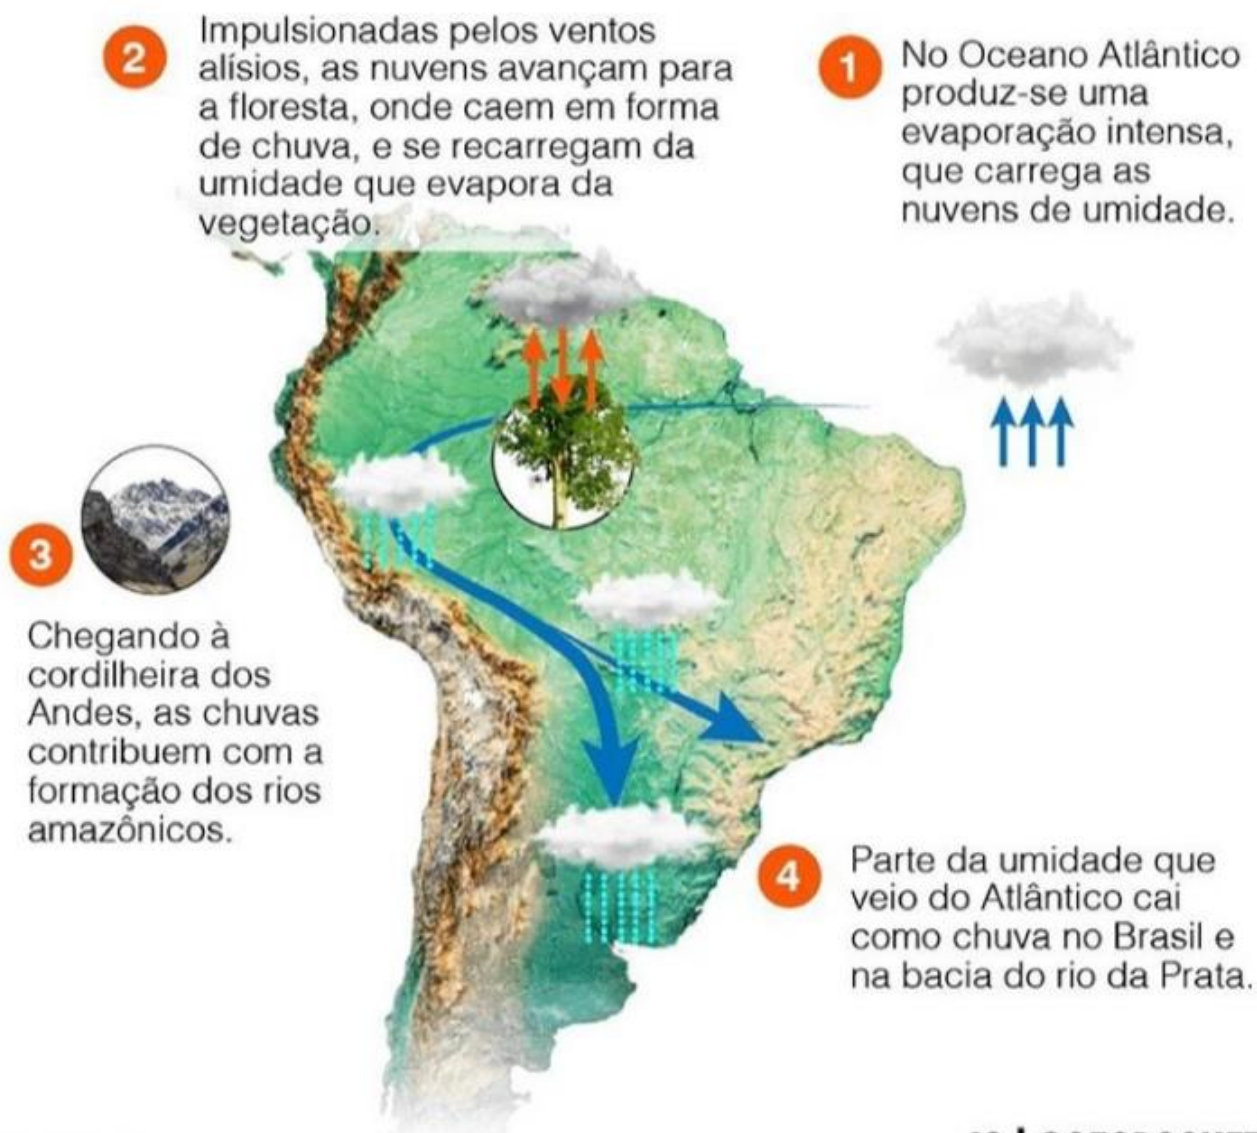 1
No Oceano Atlântico
produz-se uma
evaporação intensa,
que carrega as
nuvens de umidade.
2
Impulsionadas pelos ventos
alísios, as nuvens avançam para
a floresta, onde caem em forma
de chuva, e se recarregam da
umidade que evapora da
vegetação.
3
Chegando à
cordilheira dos
Andes, as chuvas
contribuem com a
formação dos rios
amazônicos.
4
Parte da umidade que
veio do Atlântico cai
como chuva no Brasil e
na bacia do rio da Prata.